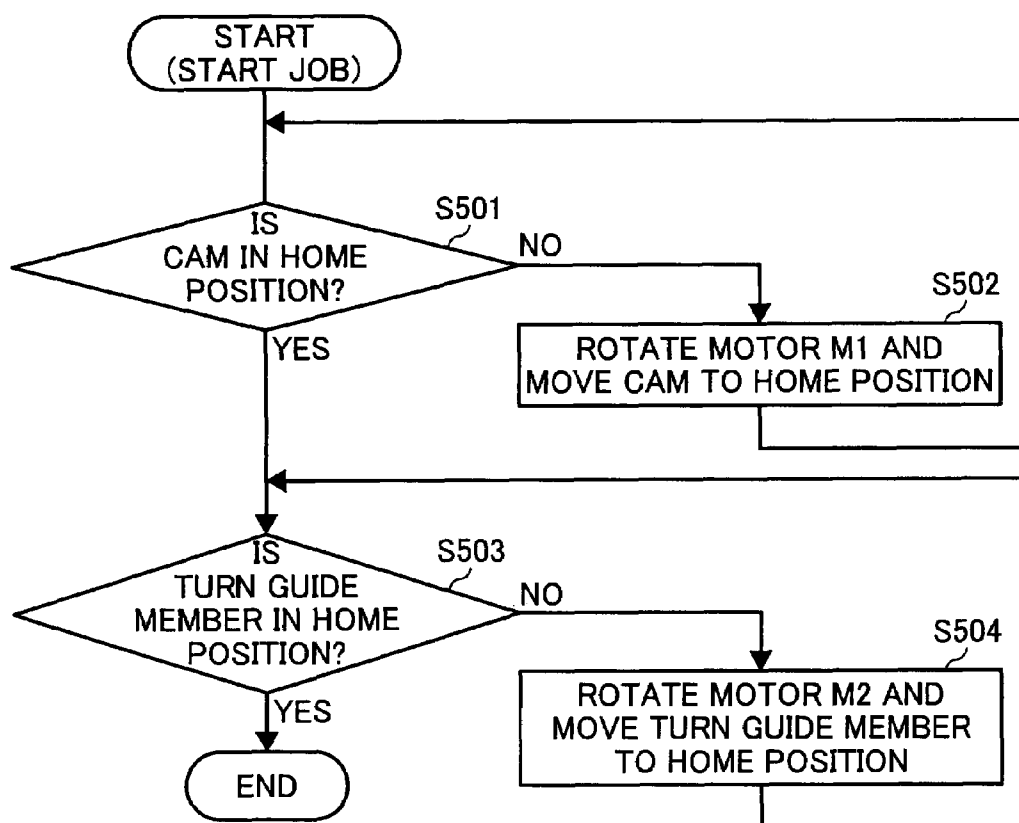 START
(START JOB)
S501
IS
CAM IN HOME
POSITION?
NO
YES
S502
ROTATE MOTOR M1 AND
MOVE CAM TO HOME POSITION
S503
IS
TURN GUIDE
MEMBER IN HOME
POSITION?
NO
YES
S504
ROTATE MOTOR M2 AND
MOVE TURN GUIDE MEMBER
TO HOME POSITION
END